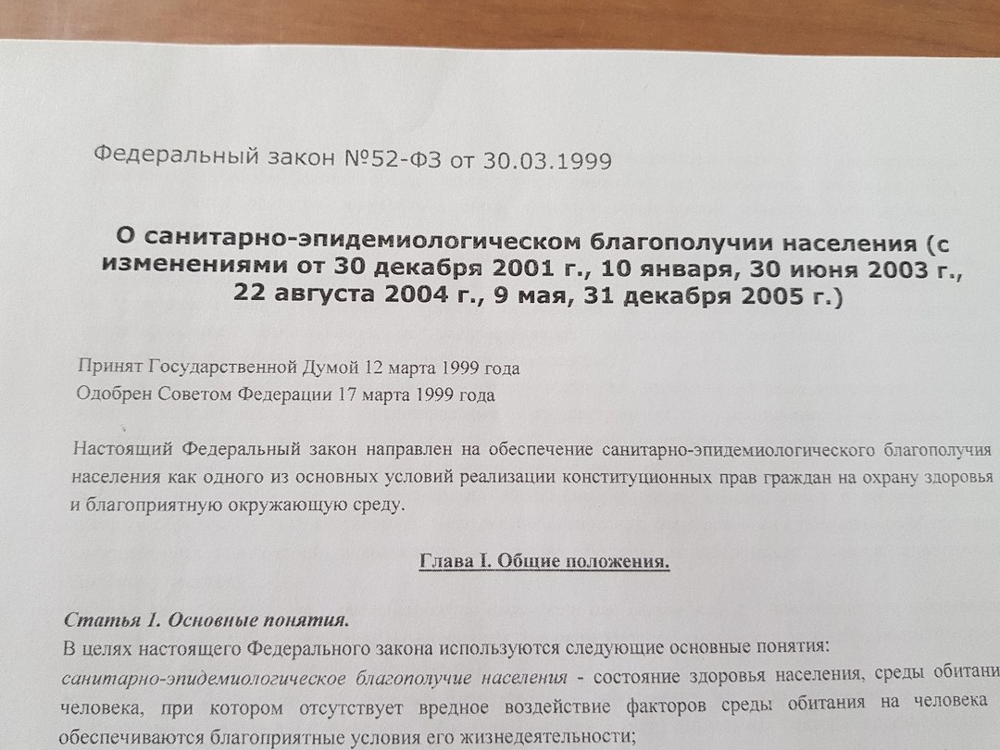 Федеральный закон №52-ФЗ от 30.03.1999
О санитарно-эпидемиологическом благополучии населения (с
изменениями от 30 декабря 2001 г., 10 января, 30 июня 2003 г.,
22 августа 2004 г., 9 мая, 31 декабря 2005 г.)
Принят Государственной Думой 12 марта 1999 года
Одобрен Советом Федерации 17 марта 1999 года
Настоящий Федеральный закон направлен на обеспечение санитарно-эпидемиологического благополучия
населения как одного из основных условий реализации конституционных прав граждан на охрану здоровья
и благоприятную окружающую среду.
Глава I. Общие положения.
Статья 1. Основные понятия.
В целях настоящего Федерального закона используются следующие основные понятия:
санитарно-эпидемиологическое благополучие населения - состояние здоровья населения, среды обитани
человека, при котором отсутствует вредное воздействие факторов среды обитания на человека
обеспечиваются благоприятные условия его жизнедеятельности;